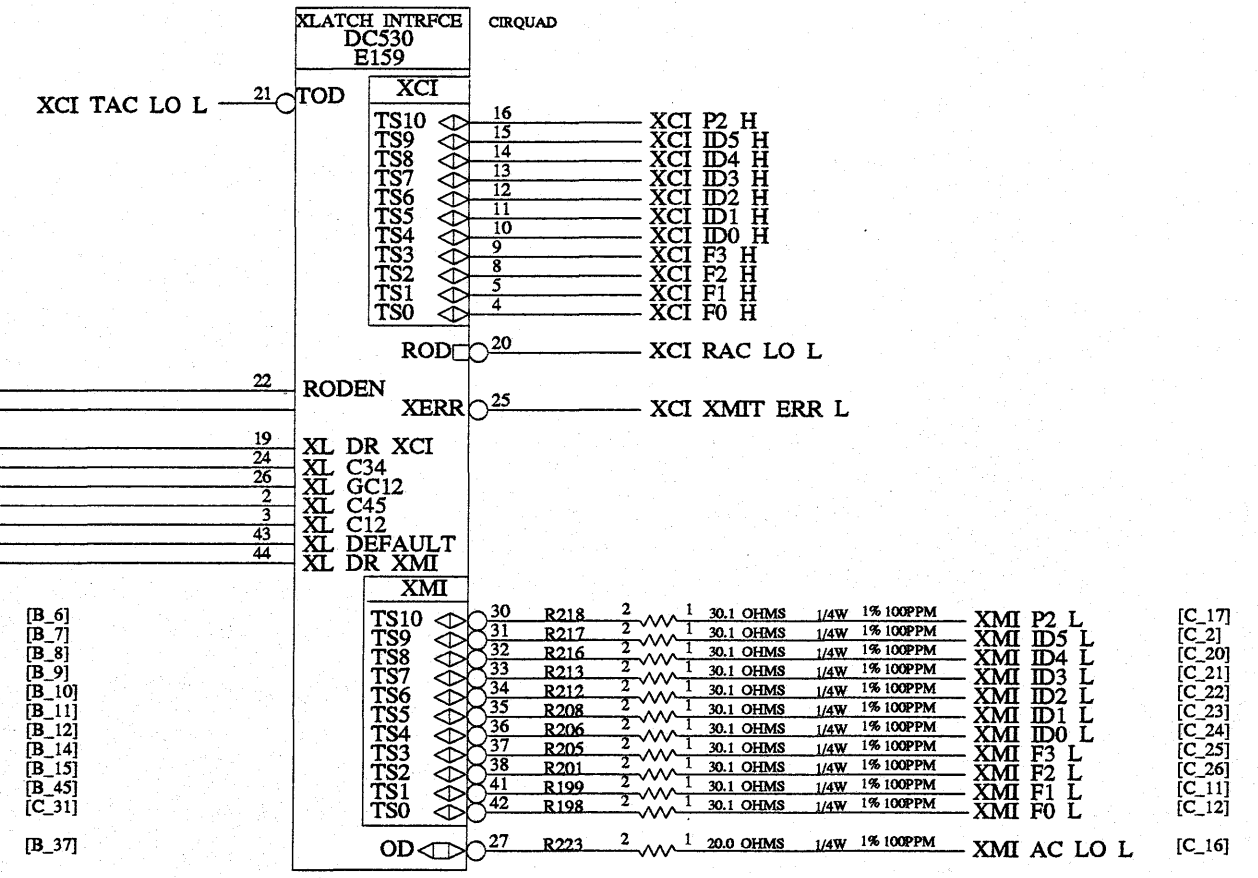 XLATCH INTRFCE CIRQUAD
DC530
E159
XCI
XCI TAC LO L 21 TOD
TS10 16 XCI P2 H
TS9 15 XCI ID5 H
TS8 14 XCI ID4 H
TS7 13 XCI ID3 H
TS6 12 XCI ID2 H
TS5 11 XCI ID1 H
TS4 10 XCI ID0 H
TS3 9 XCI F3 H
TS2 8 XCI F2 H
TS1 5 XCI F1 H
TS0 4 XCI F0 H
ROD 20 XCI RAC LO L
22 RODEN
XERR 25 XCI XMIT ERR L
19 XL DR XCI
24 XL C34
26 XL GC12
2 XL C45
3 XL C12
43 XL DEFAULT
44 XL DR XMI
XMI
[B_6] TS10 30 R218 2 1 30.1 OHMS 1/4W 1% 100PPM XMI P2 L [C_17]
[B_7] TS9 31 R217 2 1 30.1 OHMS 1/4W 1% 100PPM XMI ID5 L [C_2]
[B_8] TS8 32 R216 2 1 30.1 OHMS 1/4W 1% 100PPM XMI ID4 L [C_20]
[B_9] TS7 33 R213 2 1 30.1 OHMS 1/4W 1% 100PPM XMI ID3 L [C_21]
[B_10] TS6 34 R212 2 1 30.1 OHMS 1/4W 1% 100PPM XMI ID2 L [C_22]
[B_11] TS5 35 R208 2 1 30.1 OHMS 1/4W 1% 100PPM XMI ID1 L [C_23]
[B_12] TS4 36 R206 2 1 30.1 OHMS 1/4W 1% 100PPM XMI ID0 L [C_24]
[B_14] TS3 37 R205 2 1 30.1 OHMS 1/4W 1% 100PPM XMI F3 L [C_25]
[B_15] TS2 38 R201 2 1 30.1 OHMS 1/4W 1% 100PPM XMI F2 L [C_26]
[B_45] TS1 41 R199 2 1 30.1 OHMS 1/4W 1% 100PPM XMI F1 L [C_11]
[C_31] TS0 42 R198 2 1 30.1 OHMS 1/4W 1% 100PPM XMI F0 L [C_12]
[B_37] OD 27 R223 2 1 20.0 OHMS 1/4W 1% 100PPM XMI AC LO L [C_16]